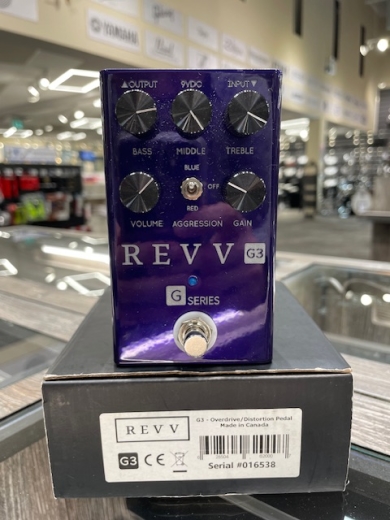 YAMAHA
▲OUTPUT 9VDC INPUT▼
BASS MIDDLE TREBLE
BLUE
OFF
RED
VOLUME AGGRESSION GAIN
REVV G3
G SERIES
REVV
G3 - Overdrive/Distortion Pedal
Made in Canada
G3 CE
Serial #016538